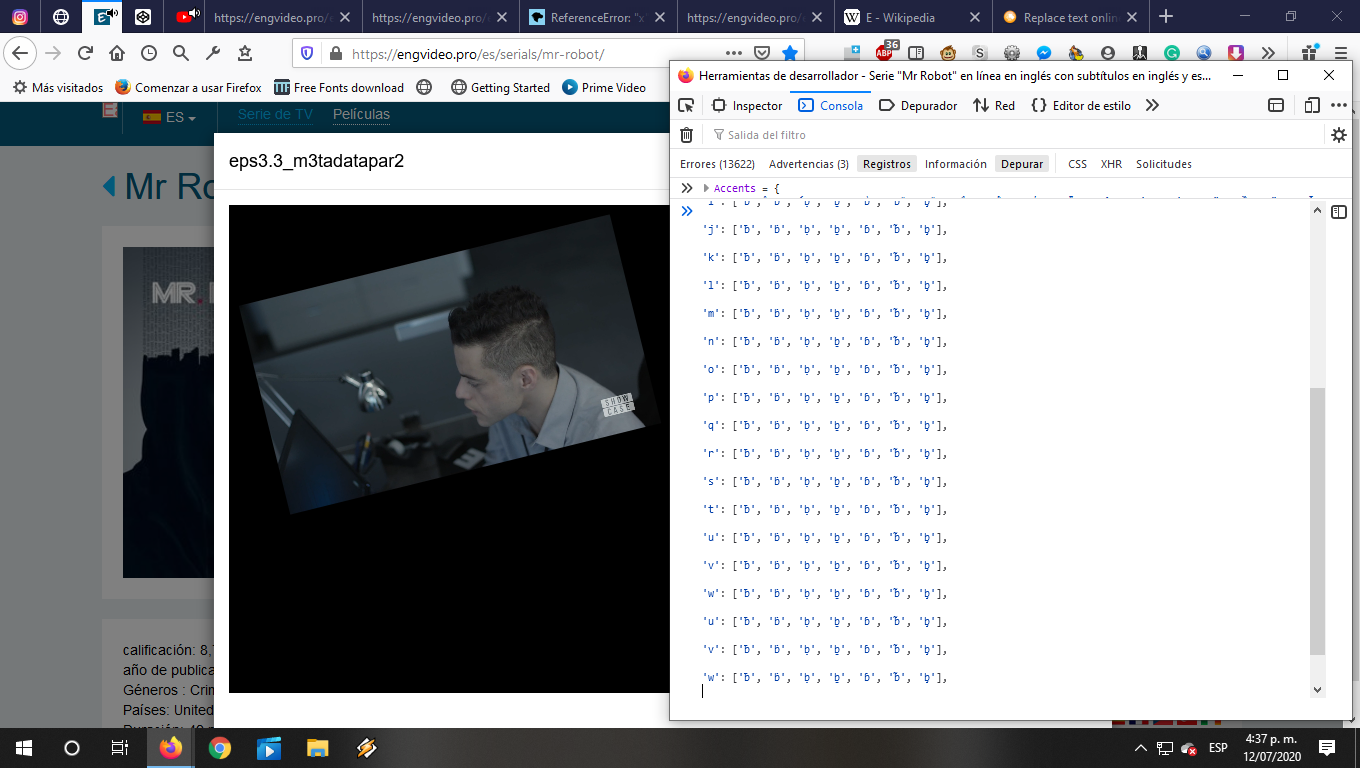 https://engvideo.pro/e
https://engvideo.pro/e
ReferenceError: "x
https://engvideo.pro/e
E - Wikipedia
Replace text onlin
https://engvideo.pro/es/serials/mr-robot/
36
Más visitados
Comenzar a usar Firefox
Free Fonts download
Getting Started
Prime Video
Herramientas de desarrollador - Serie "Mr Robot" en línea en inglés con subtítulos en inglés y es...
Inspector
Consola
Depurador
Red
Editor de estilo
Salida del filtro
Errores (13622)
Advertencias (3)
Registros
Información
Depurar
CSS
XHR
Solicitudes
Accents = {
'j': ['ƀ', 'ɓ', 'ḅ', 'ḇ', 'ƃ', 'ƀ', 'ḇ'],
'k': ['ƀ', 'ɓ', 'ḅ', 'ḇ', 'ƃ', 'ƀ', 'ḇ'],
'l': ['ƀ', 'ɓ', 'ḅ', 'ḇ', 'ƃ', 'ƀ', 'ḇ'],
'm': ['ƀ', 'ɓ', 'ḅ', 'ḇ', 'ƃ', 'ƀ', 'ḇ'],
'n': ['ƀ', 'ɓ', 'ḅ', 'ḇ', 'ƃ', 'ƀ', 'ḇ'],
'o': ['ƀ', 'ɓ', 'ḅ', 'ḇ', 'ƃ', 'ƀ', 'ḇ'],
'p': ['ƀ', 'ɓ', 'ḅ', 'ḇ', 'ƃ', 'ƀ', 'ḇ'],
'q': ['ƀ', 'ɓ', 'ḅ', 'ḇ', 'ƃ', 'ƀ', 'ḇ'],
'r': ['ƀ', 'ɓ', 'ḅ', 'ḇ', 'ƃ', 'ƀ', 'ḇ'],
's': ['ƀ', 'ɓ', 'ḅ', 'ḇ', 'ƃ', 'ƀ', 'ḇ'],
't': ['ƀ', 'ɓ', 'ḅ', 'ḇ', 'ƃ', 'ƀ', 'ḇ'],
'u': ['ƀ', 'ɓ', 'ḅ', 'ḇ', 'ƃ', 'ƀ', 'ḇ'],
'v': ['ƀ', 'ɓ', 'ḅ', 'ḇ', 'ƃ', 'ƀ', 'ḇ'],
'w': ['ƀ', 'ɓ', 'ḅ', 'ḇ', 'ƃ', 'ƀ', 'ḇ'],
'u': ['ƀ', 'ɓ', 'ḅ', 'ḇ', 'ƃ', 'ƀ', 'ḇ'],
'v': ['ƀ', 'ɓ', 'ḅ', 'ḇ', 'ƃ', 'ƀ', 'ḇ'],
'w': ['ƀ', 'ɓ', 'ḅ', 'ḇ', 'ƃ', 'ƀ', 'ḇ'],
ES
Serie de TV
Películas
Mr Ro
eps3.3_m3tadatapar2
MR.
SHOW
CASE
calificación: 8,
año de publica
Géneros : Crim
Países: United
ESP
4:37 p. m.
12/07/2020